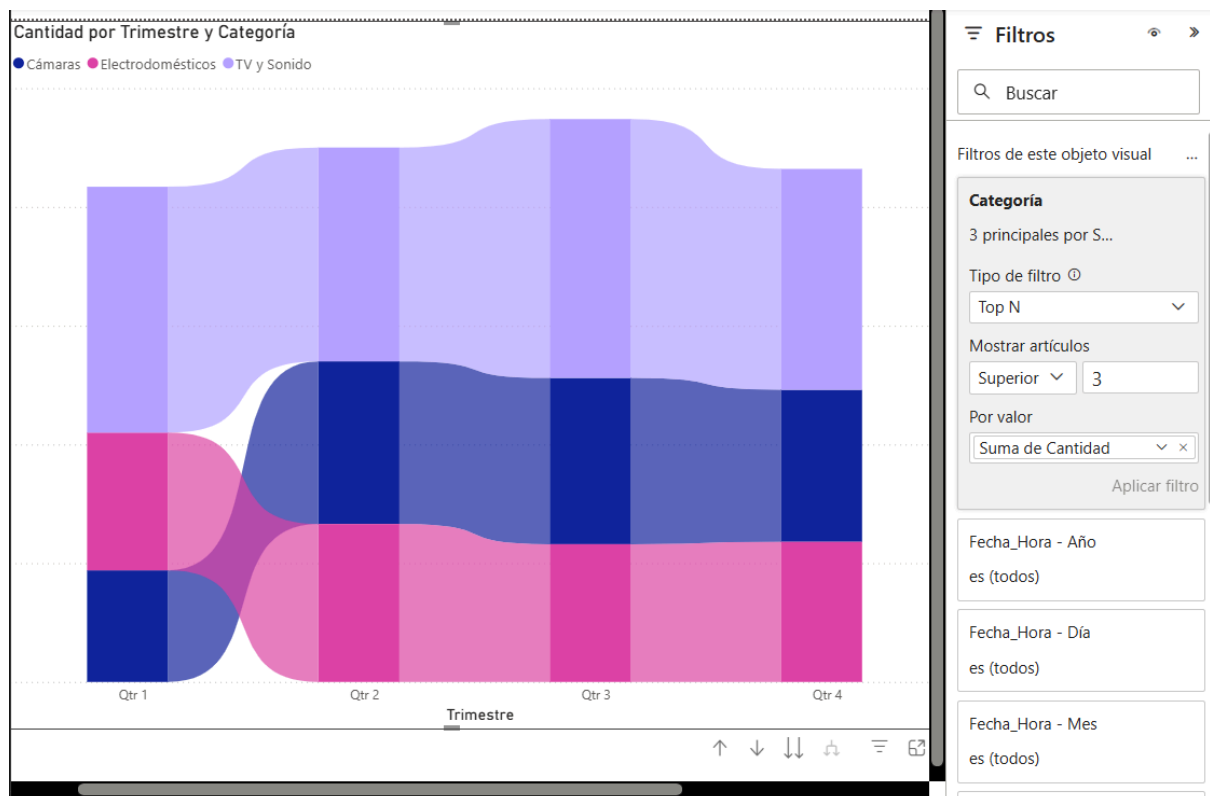 Cantidad por Trimestre y Categoría
Cámaras Electrodomésticos TV y Sonido
Qtr 1 Qtr 2 Qtr 3 Qtr 4
Trimestre
Filtros
Buscar
Filtros de este objeto visual ...
Categoría
3 principales por S...
Tipo de filtro
Top N
Mostrar artículos
Superior 3
Por valor
Suma de Cantidad
Aplicar filtro
Fecha_Hora - Año
es (todos)
Fecha_Hora - Día
es (todos)
Fecha_Hora - Mes
es (todos)